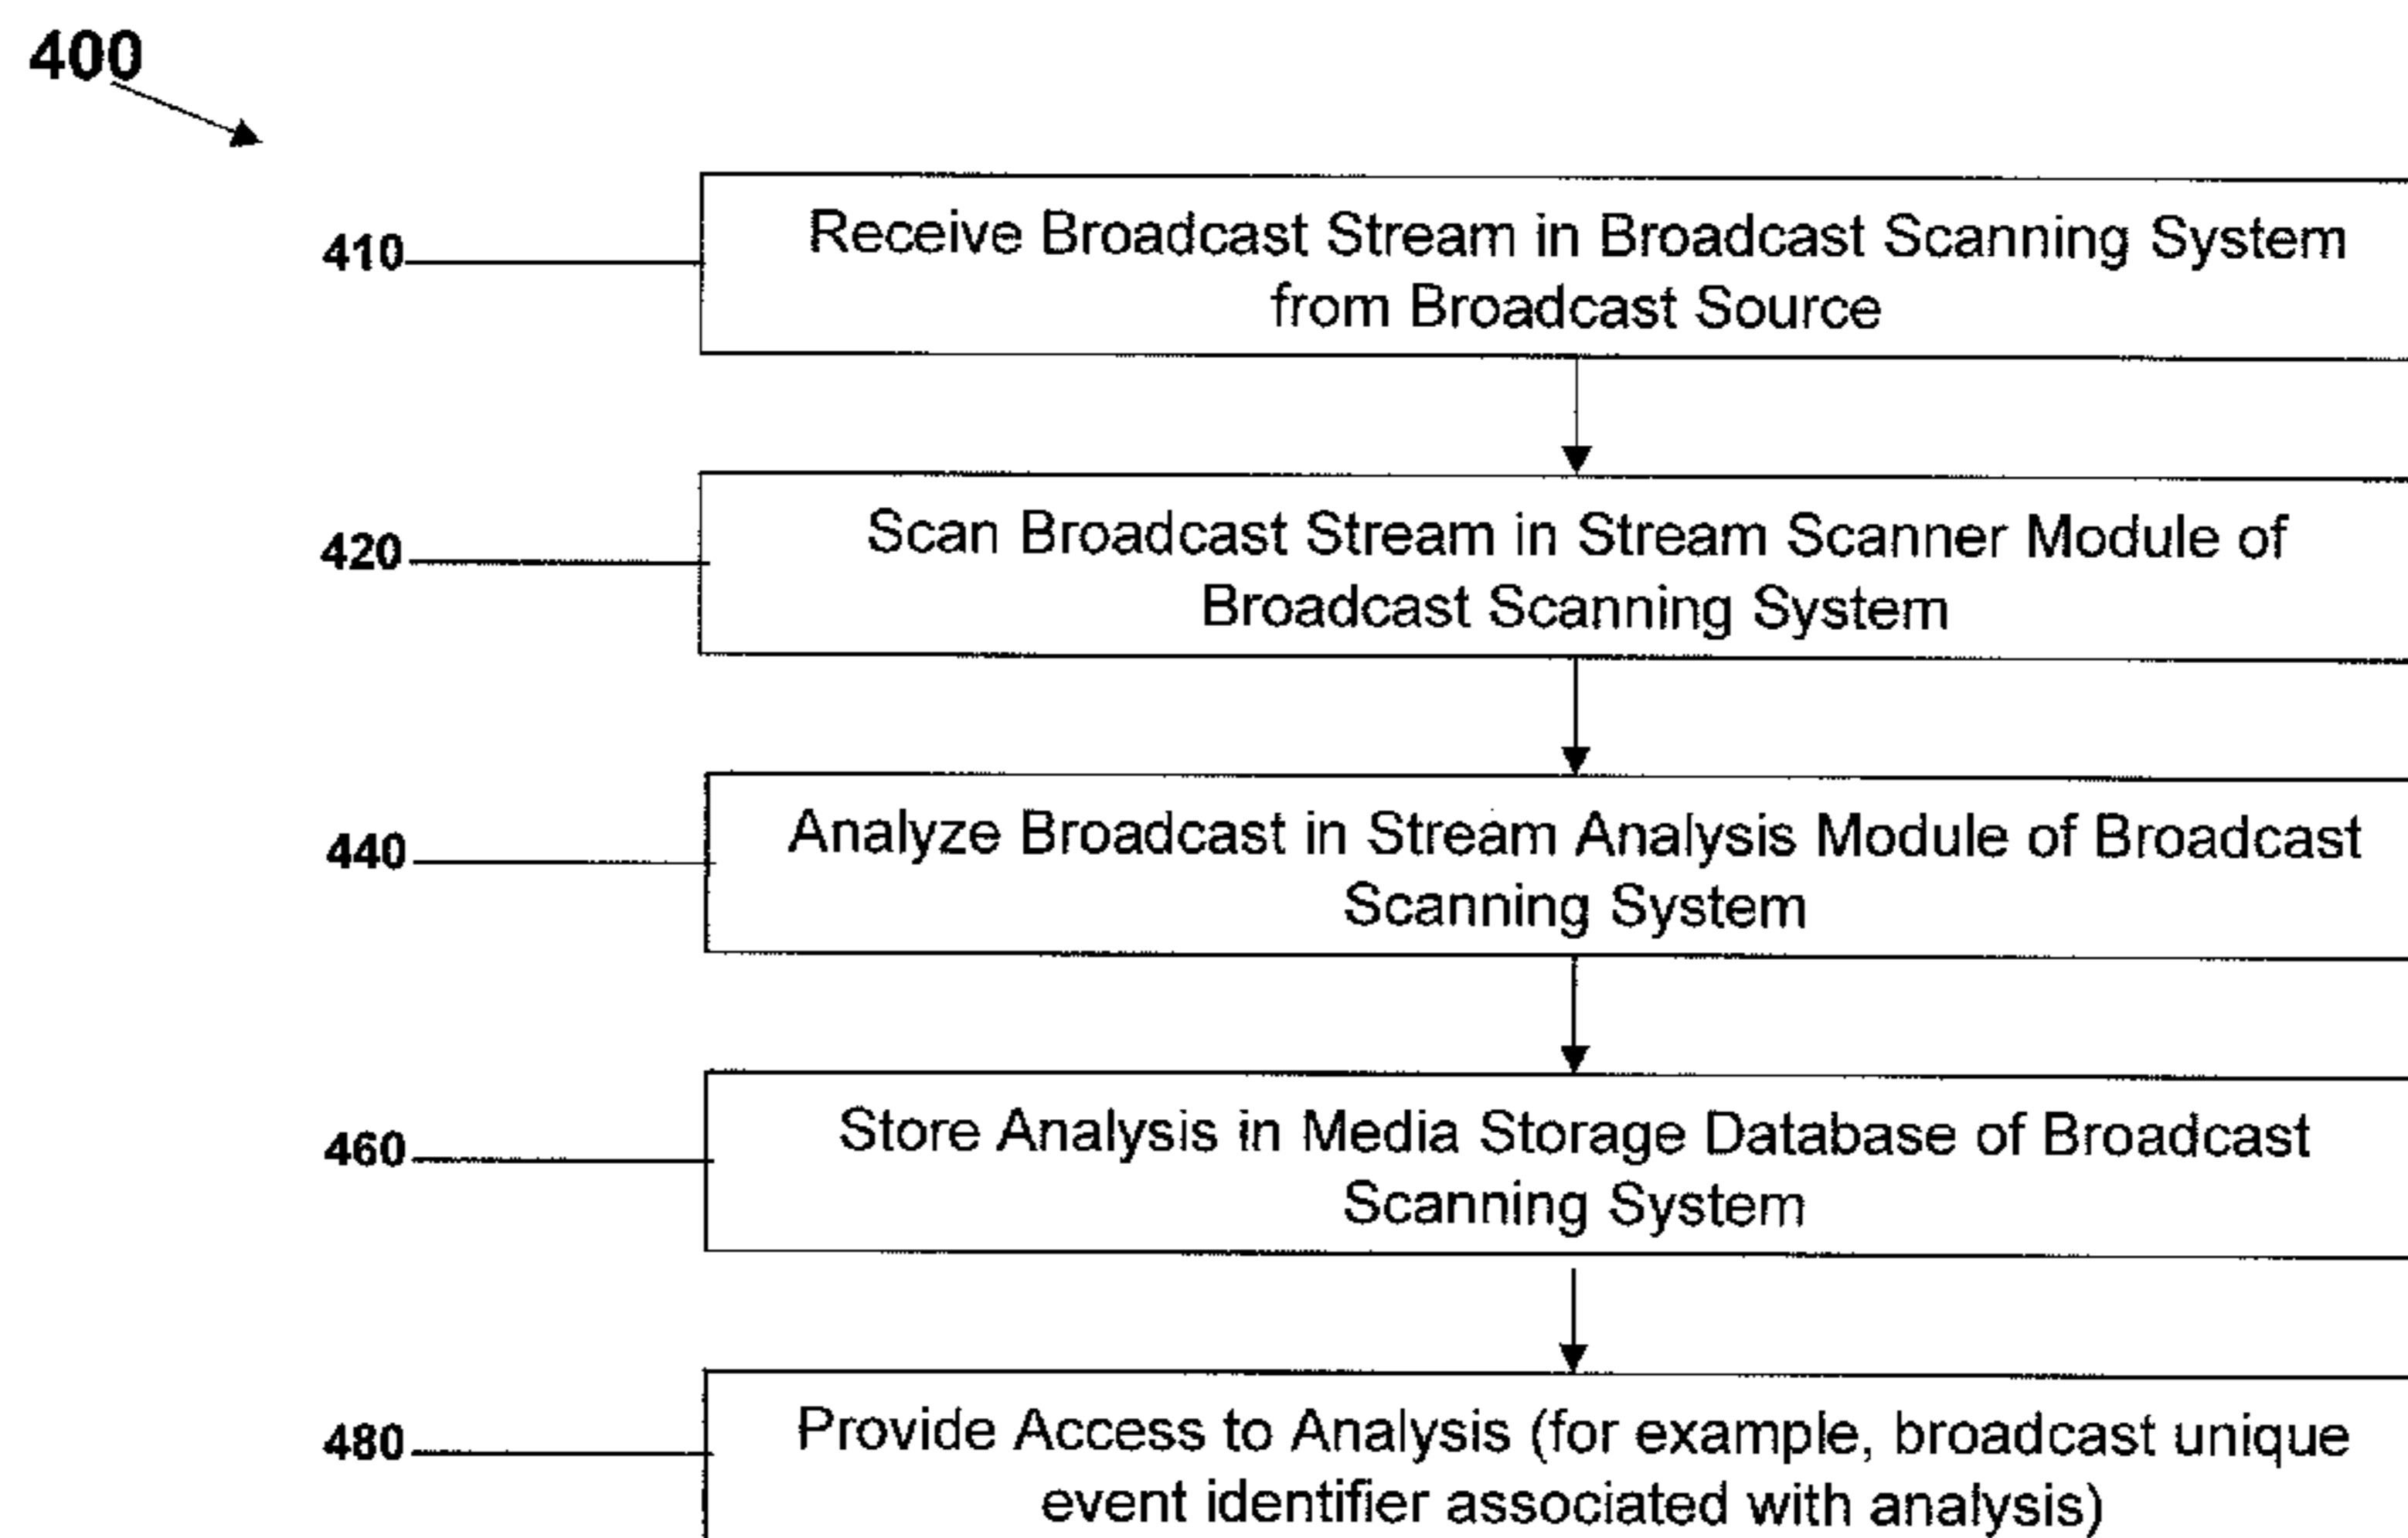 400
410
Receive Broadcast Stream in Broadcast Scanning System
from Broadcast Source
420
Scan Broadcast Stream in Stream Scanner Module of
Broadcast Scanning System
440
Analyze Broadcast in Stream Analysis Module of Broadcast
Scanning System
460
Store Analysis in Media Storage Database of Broadcast
Scanning System
480
Provide Access to Analysis (for example, broadcast unique
event identifier associated with analysis)